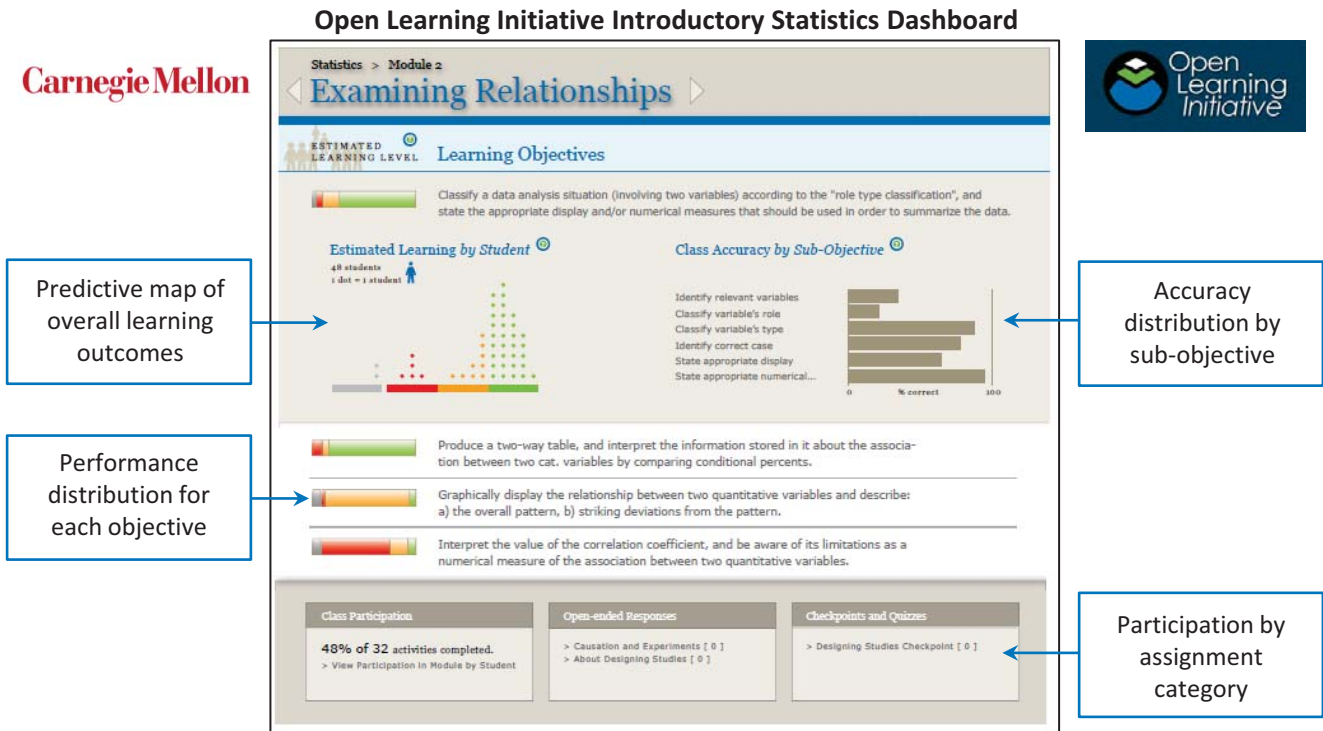 Open Learning Initiative Introductory Statistics Dashboard
Carnegie Mellon
Open
Learning
Initiative
Statistics > Module 2
Examining Relationships
ESTIMATED
LEARNING LEVEL
Learning Objectives
Classify a data analysis situation (involving two variables) according to the "role type classification", and
state the appropriate display and/or numerical measures that should be used in order to summarize the data.
Estimated Learning by Student
48 students
1 dot = 1 student
Class Accuracy by Sub-Objective
Identify relevant variables
Classify variable's role
Classify variable's type
Identify correct case
State appropriate display
State appropriate numerical...
0 % correct 100
Predictive map of
overall learning
outcomes
Accuracy
distribution by
sub-objective
Produce a two-way table, and interpret the information stored in it about the associa-
tion between two cat. variables by comparing conditional percents.
Performance
distribution for
each objective
Graphically display the relationship between two quantitative variables and describe:
a) the overall pattern, b) striking deviations from the pattern.
Interpret the value of the correlation coefficient, and be aware of its limitations as a
numerical measure of the association between two quantitative variables.
Class Participation
48% of 32 activities completed.
> View Participation in Module by Student
Open-ended Responses
> Causation and Experiments [ 0 ]
> About Designing Studies [ 0 ]
Checkpoints and Quizzes
> Designing Studies Checkpoint [ 0 ]
Participation by
assignment
category